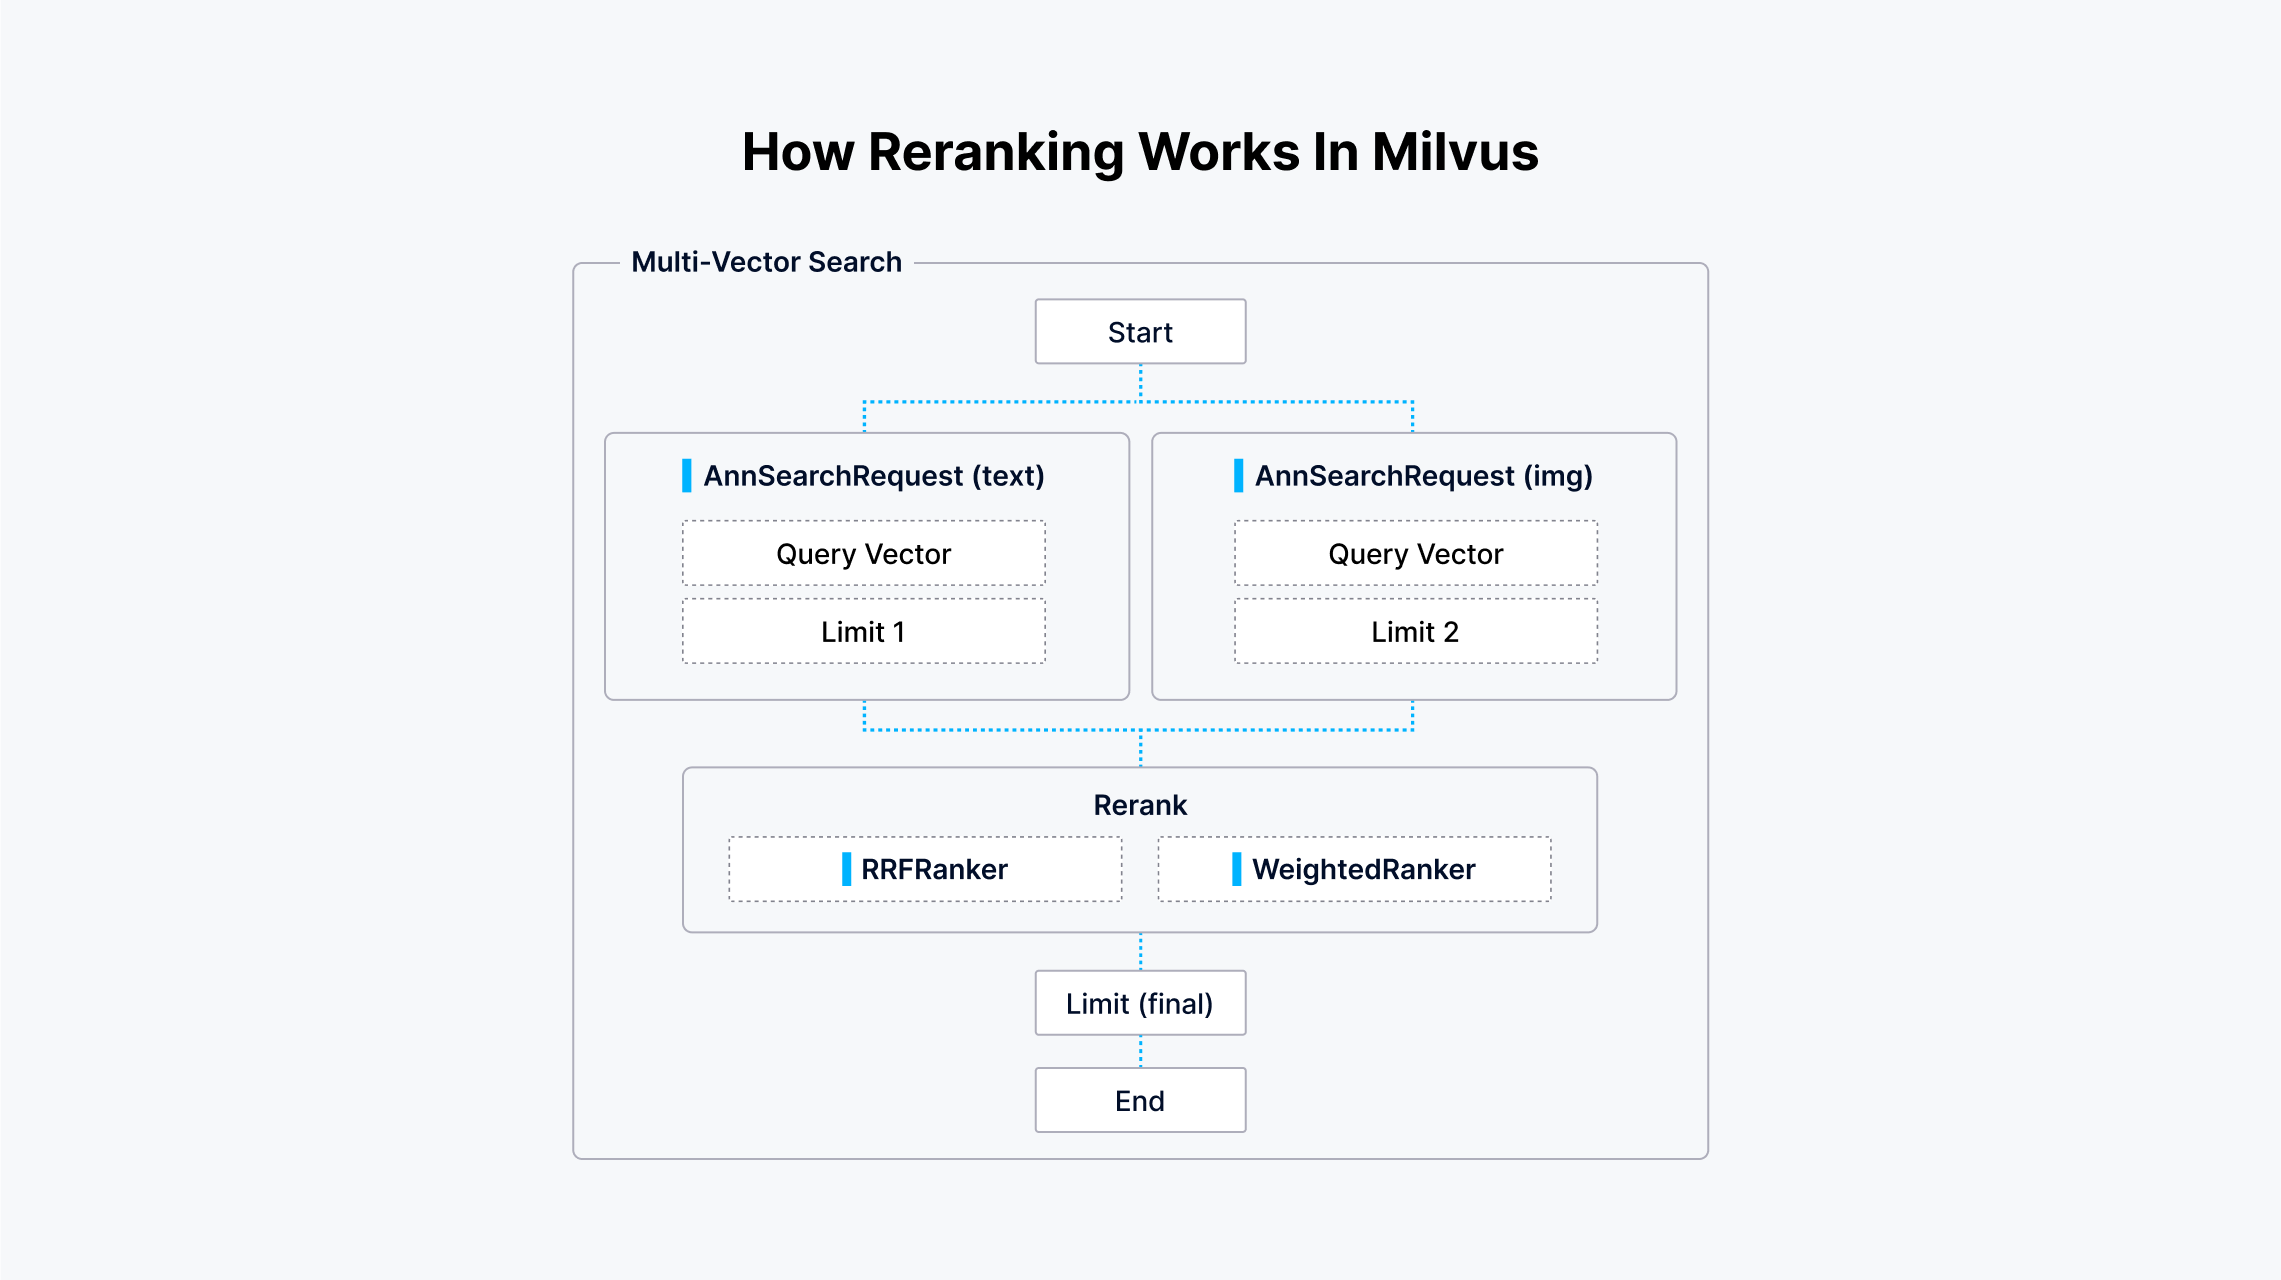 How Reranking Works In Milvus
Multi-Vector Search
Start
AnnSearchRequest (text)
Query Vector
Limit 1
AnnSearchRequest (img)
Query Vector
Limit 2
Rerank
RRFRanker
WeightedRanker
Limit (final)
End